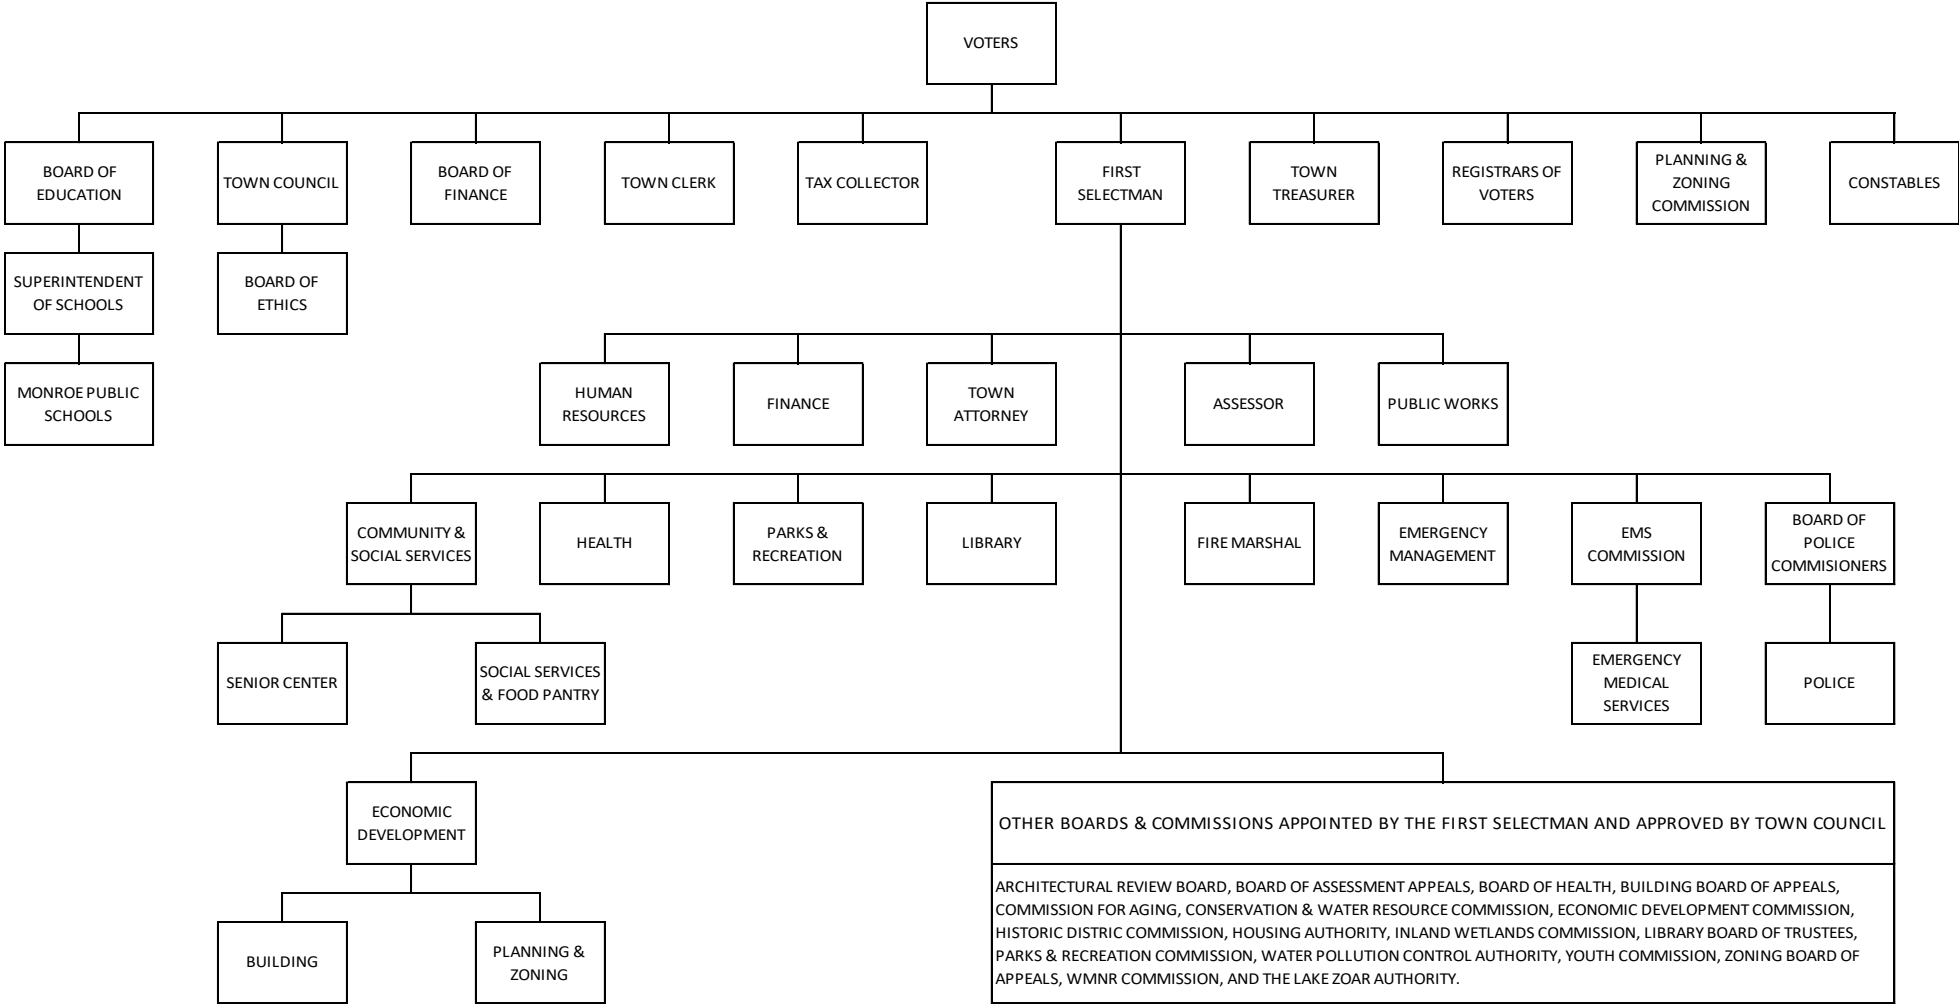 VOTERS
BOARD OF
EDUCATION
TOWN COUNCIL
BOARD OF
FINANCE
TOWN CLERK
TAX COLLECTOR
FIRST
SELECTMAN
TOWN
TREASURER
REGISTRARS OF
VOTERS
PLANNING &
ZONING
COMMISSION
CONSTABLES
SUPERINTENDENT
OF SCHOOLS
BOARD OF
ETHICS
MONROE PUBLIC
SCHOOLS
HUMAN
RESOURCES
FINANCE
TOWN
ATTORNEY
ASSESSOR
PUBLIC WORKS
COMMUNITY &
SOCIAL SERVICES
HEALTH
PARKS &
RECREATION
LIBRARY
FIRE MARSHAL
EMERGENCY
MANAGEMENT
EMS
COMMISSION
BOARD OF
POLICE
COMMISIONERS
SENIOR CENTER
SOCIAL SERVICES
& FOOD PANTRY
EMERGENCY
MEDICAL
SERVICES
POLICE
ECONOMIC
DEVELOPMENT
BUILDING
PLANNING &
ZONING
OTHER BOARDS & COMMISSIONS APPOINTED BY THE FIRST SELECTMAN AND APPROVED BY TOWN COUNCIL
ARCHITECTURAL REVIEW BOARD, BOARD OF ASSESSMENT APPEALS, BOARD OF HEALTH, BUILDING BOARD OF APPEALS,
COMMISSION FOR AGING, CONSERVATION & WATER RESOURCE COMMISSION, ECONOMIC DEVELOPMENT COMMISSION,
HISTORIC DISTRIC COMMISSION, HOUSING AUTHORITY, INLAND WETLANDS COMMISSION, LIBRARY BOARD OF TRUSTEES,
PARKS & RECREATION COMMISSION, WATER POLLUTION CONTROL AUTHORITY, YOUTH COMMISSION, ZONING BOARD OF
APPEALS, WMNR COMMISSION, AND THE LAKE ZOAR AUTHORITY.